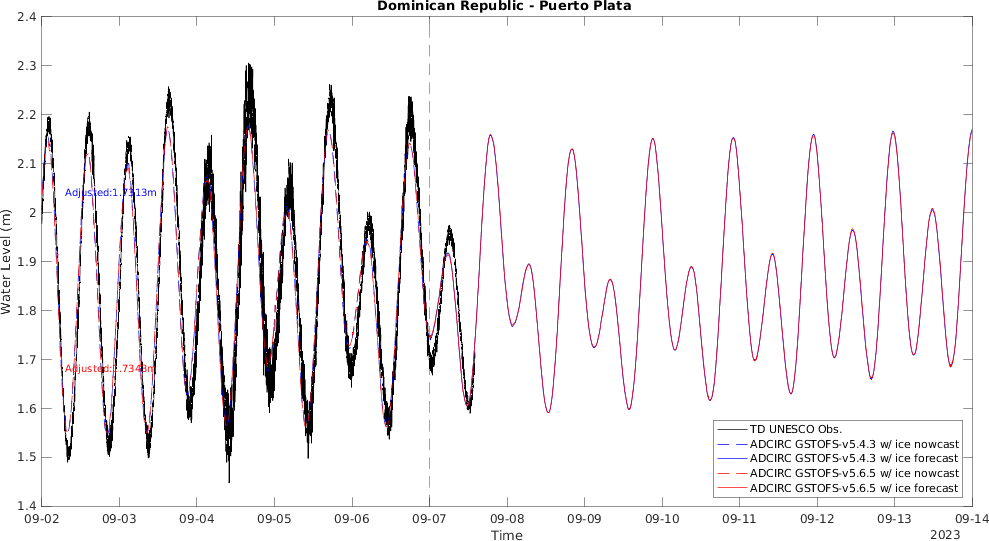 Dominican Republic - Puerto Plata
2.4
2.3
2.2
2.1
2
1.9
1.8
1.7
1.6
1.5
1.4
Water Level (m)
Adjusted:1.7313m
Adjusted:1.7343m
TD UNESCO Obs.
ADCIRC GSTOFS-v5.4.3 w/ ice nowcast
ADCIRC GSTOFS-v5.4.3 w/ ice forecast
ADCIRC GSTOFS-v5.6.5 w/ ice nowcast
ADCIRC GSTOFS-v5.6.5 w/ ice forecast
09-02 09-03 09-04 09-05 09-06 09-07 09-08 09-09 09-10 09-11 09-12 09-13 09-14
Time
2023